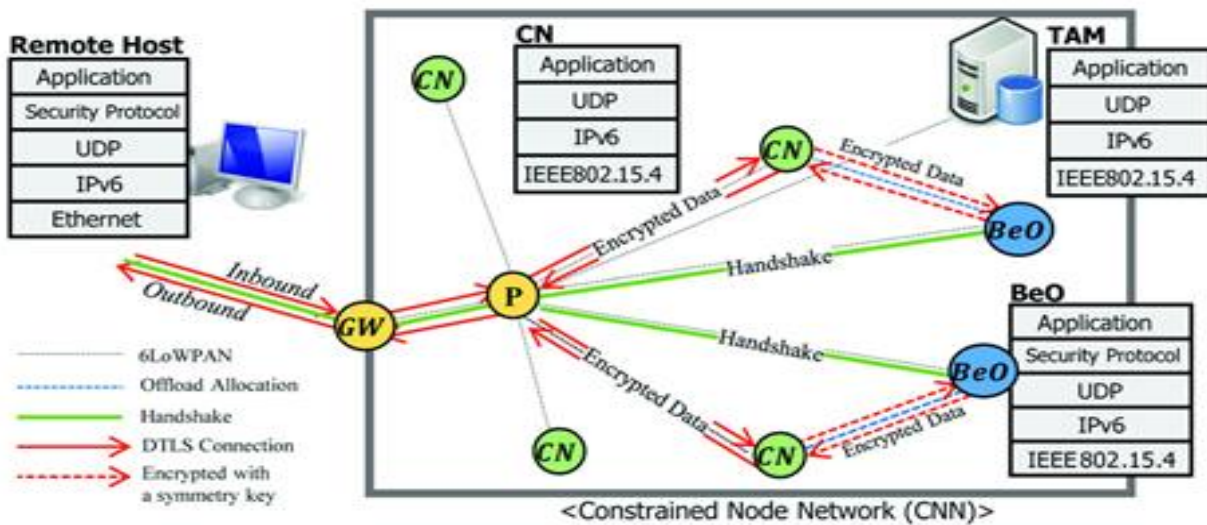 Remote Host
Application
Security Protocol
UDP
IPv6
Ethernet
CN
Application
UDP
IPv6
IEEE802.15.4
TAM
Application
UDP
IPv6
IEEE802.15.4
CN
CN
Encrypted Data
Encrypted Data
BeO
Handshake
Inbound
Outbound
GW
P
Handshake
Encrypted Data
BeO
Application
Security Protocol
UDP
IPv6
IEEE802.15.4
BeO
CN
CN
Encrypted Data
6LoWPAN
Offload Allocation
Handshake
DTLS Connection
Encrypted with
a symmetry key
<Constrained Node Network (CNN)>